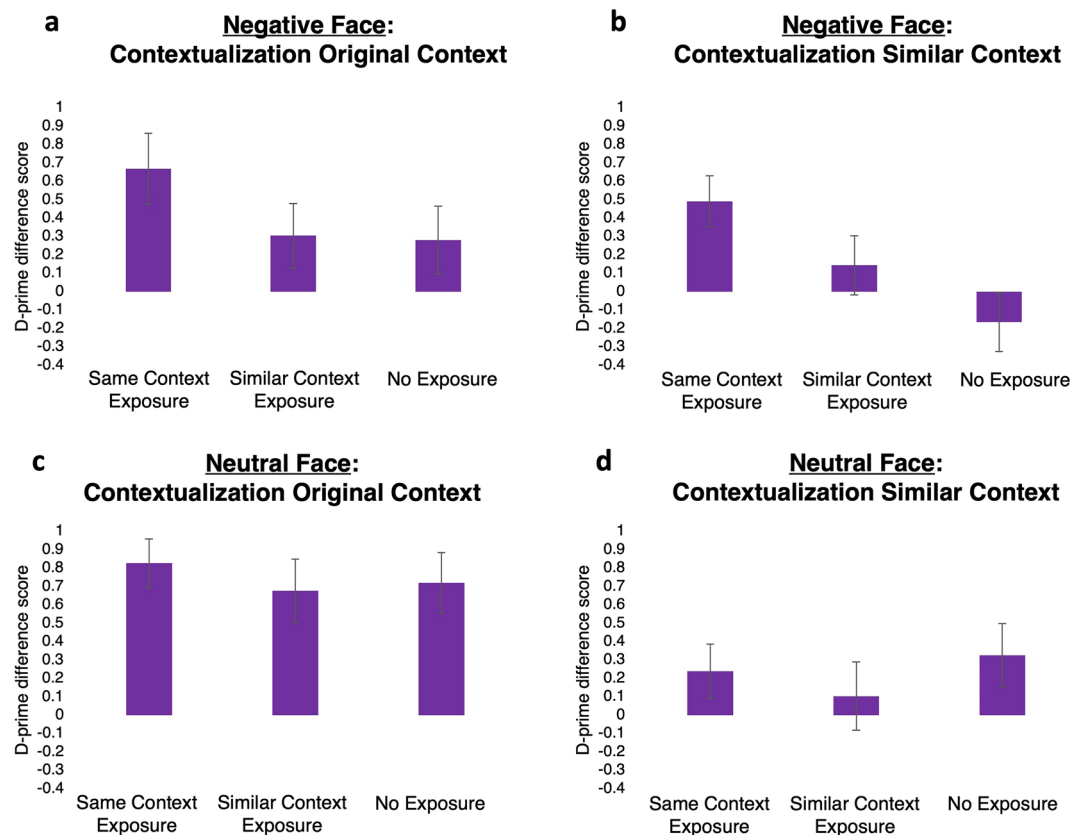 a
Negative Face:
Contextualization Original Context
D-prime difference score
1
0.9
0.8
0.7
0.6
0.5
0.4
0.3
0.2
0.1
0
-0.1
-0.2
-0.3
-0.4
Same Context
Exposure
Similar Context
Exposure
No Exposure
b
Negative Face:
Contextualization Similar Context
D-prime difference score
1
0.9
0.8
0.7
0.6
0.5
0.4
0.3
0.2
0.1
0
-0.1
-0.2
-0.3
-0.4
Same Context
Exposure
Similar Context
Exposure
No Exposure
c
Neutral Face:
Contextualization Original Context
D-prime difference score
1
0.9
0.8
0.7
0.6
0.5
0.4
0.3
0.2
0.1
0
-0.1
-0.2
-0.3
-0.4
Same Context
Exposure
Similar Context
Exposure
No Exposure
d
Neutral Face:
Contextualization Similar Context
D-prime difference score
1
0.9
0.8
0.7
0.6
0.5
0.4
0.3
0.2
0.1
0
-0.1
-0.2
-0.3
-0.4
Same Context
Exposure
Similar Context
Exposure
No Exposure